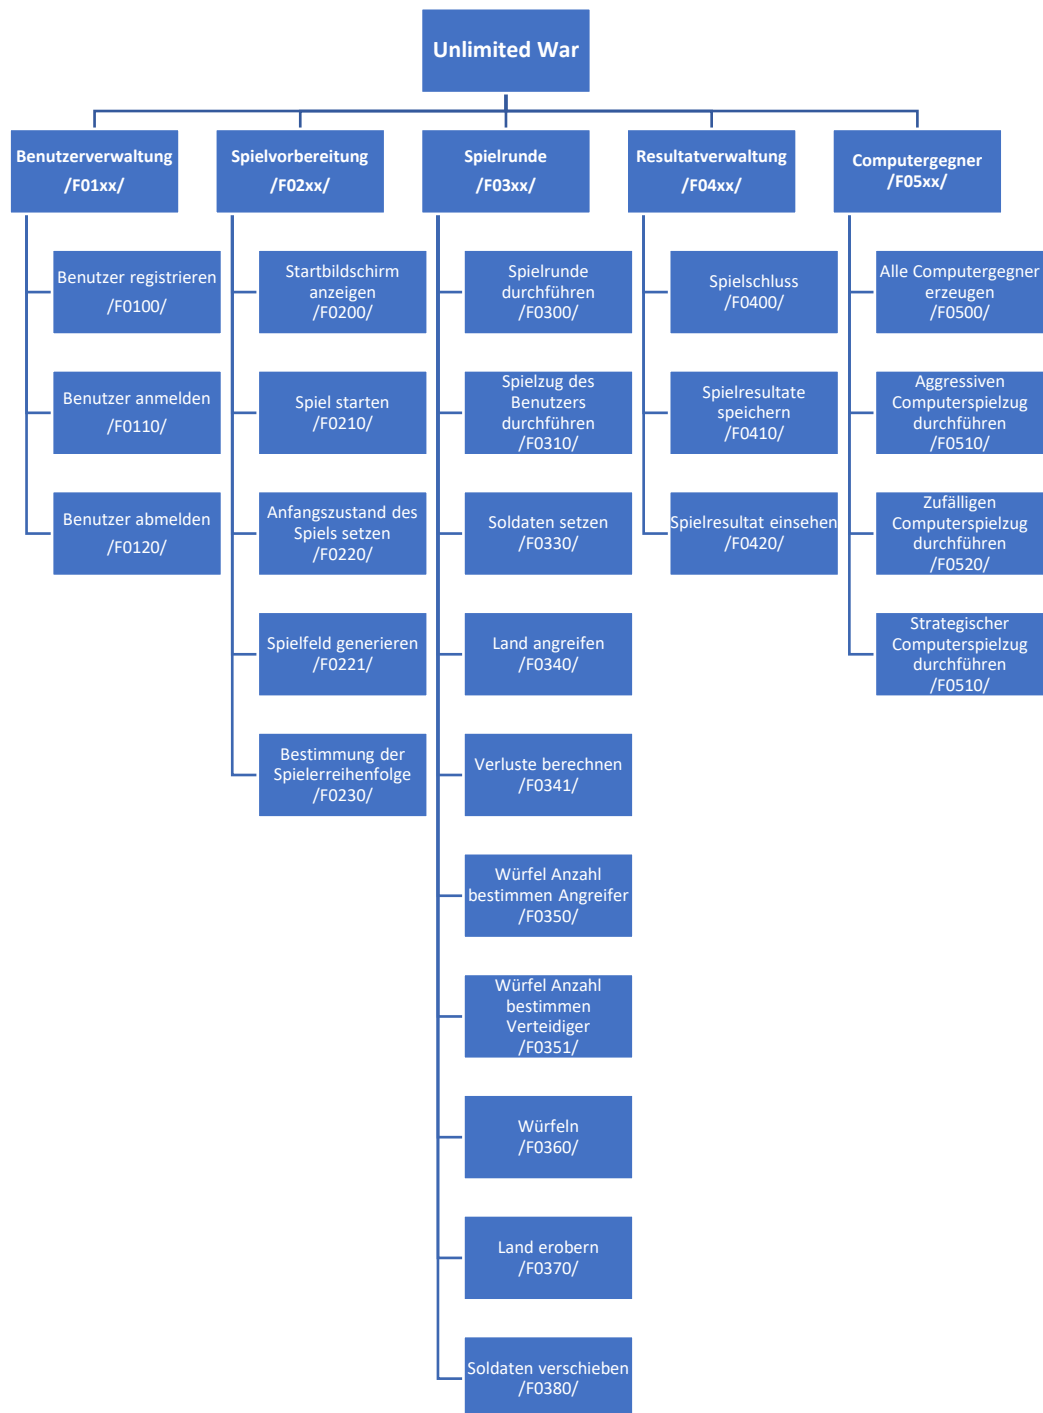 Unlimited War
Benutzerverwaltung
/F01xx/
Benutzer registrieren
/F0100/
Benutzer anmelden
/F0110/
Benutzer abmelden
/F0120/
Spielvorbereitung
/F02xx/
Startbildschirm
anzeigen
/F0200/
Spiel starten
/F0210/
Anfangszustand des
Spiels setzen
/F0220/
Spielfeld generieren
/F0221/
Bestimmung der
Spielerreihenfolge
/F0230/
Spielrunde
/F03xx/
Spielrunde
durchführen
/F0300/
Spielzug des
Benutzers
durchführen
/F0310/
Soldaten setzen
/F0330/
Land angreifen
/F0340/
Verluste berechnen
/F0341/
Würfel Anzahl
bestimmen Angreifer
/F0350/
Würfel Anzahl
bestimmen
Verteidiger
/F0351/
Würfeln
/F0360/
Land erobern
/F0370/
Soldaten verschieben
/F0380/
Resultatverwaltung
/F04xx/
Spielschluss
/F0400/
Spielresultate
speichern
/F0410/
Spielresultat einsehen
/F0420/
Computergegner
/F05xx/
Alle Computergegner
erzeugen
/F0500/
Aggressiven
Computerspielzug
durchführen
/F0510/
Zufälligen
Computerspielzug
durchführen
/F0520/
Strategischer
Computerspielzug
durchführen
/F0510/